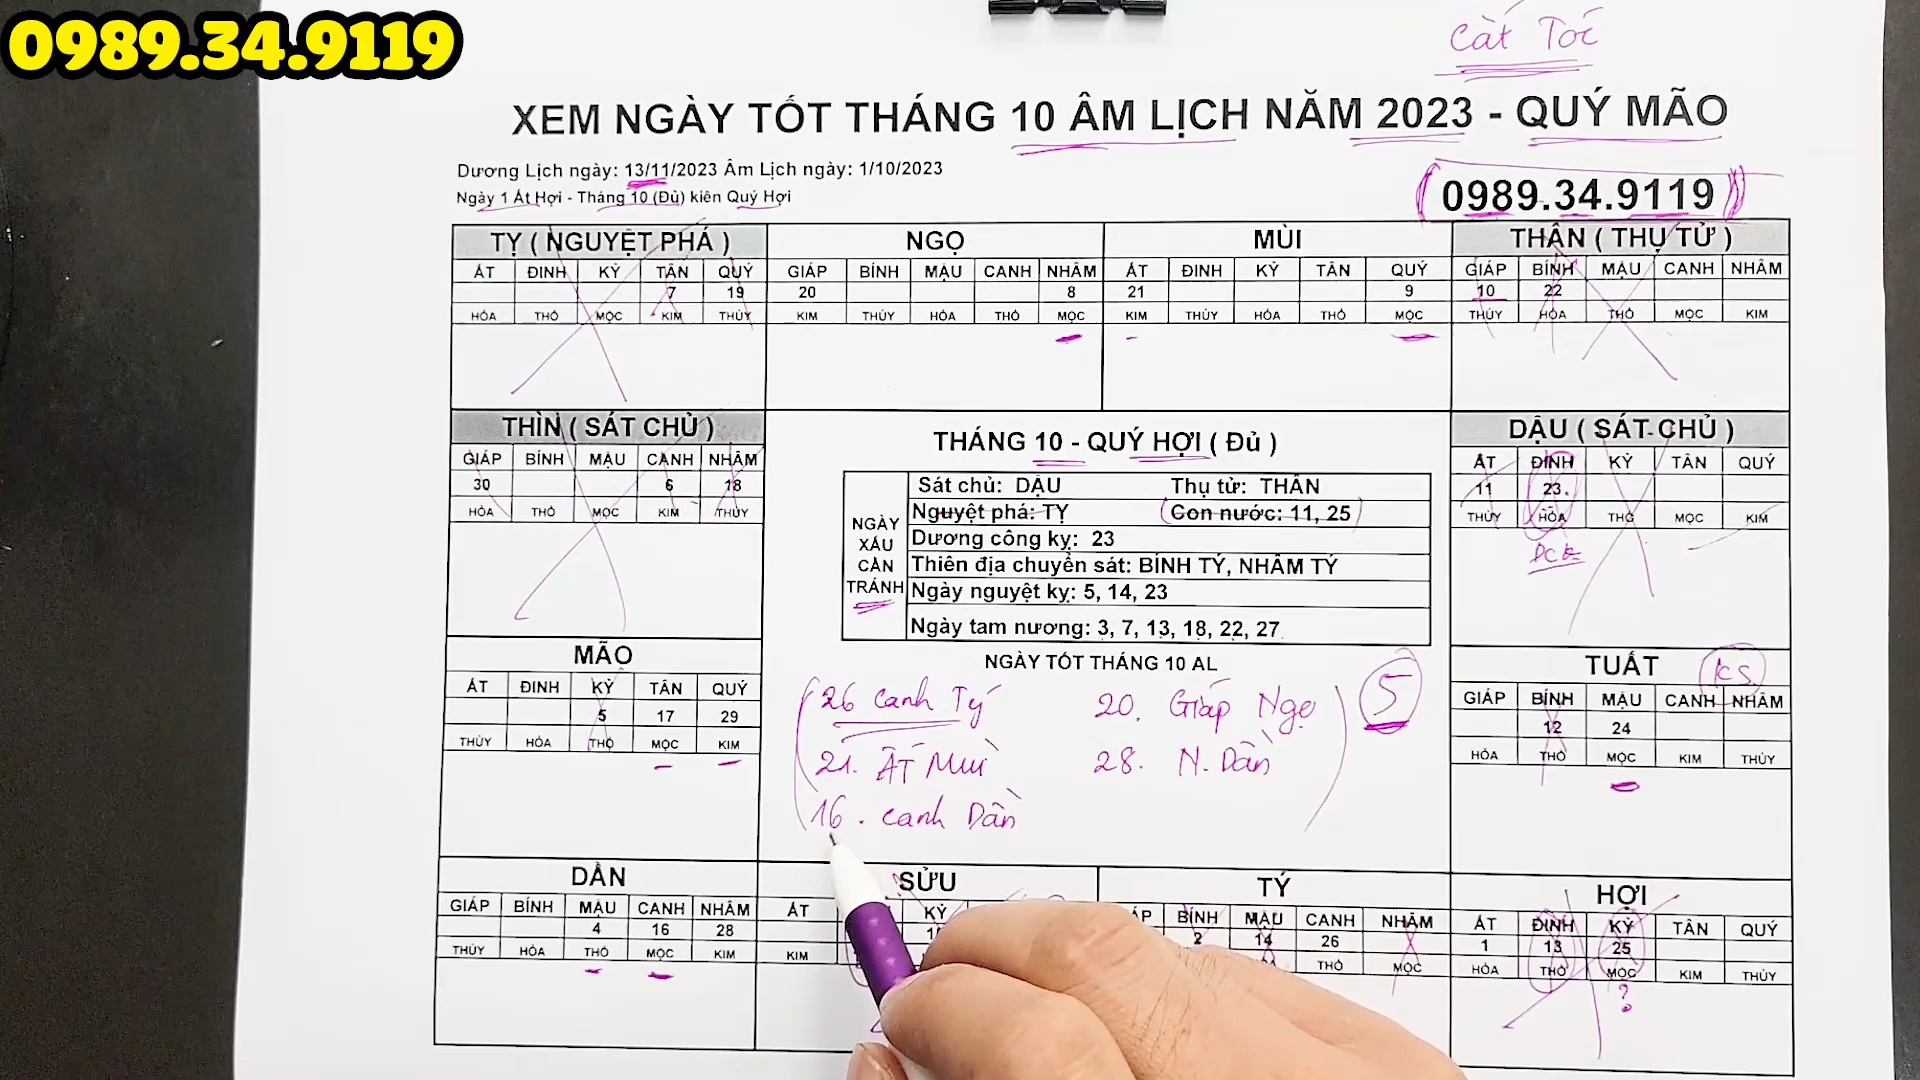 0989.34.9119
Cắt Tóc
XEM NGÀY TỐT THÁNG 10 ÂM LỊCH NĂM 2023 - QUÝ MÃO
Dương Lịch ngày: 13/11/2023 Âm Lịch ngày: 1/10/2023
Ngày 1 Ất Hợi - Tháng 10 (Đủ) kiên Quý Hợi
0989.34.9119
TỴ ( NGUYỆT PHÁ )
ẤT ĐINH KỶ TÂN QUÝ
7 19
HỎA THỔ MỘC KIM THỦY
NGỌ
GIÁP BÍNH MẬU CANH NHÂM
20 8
KIM THỦY HỎA THỔ MỘC
MÙI
ẤT ĐINH KỶ TÂN QUÝ
21 9
KIM THỦY HỎA THỔ MỘC
THÂN ( THỤ TỬ )
GIÁP BÍNH MẬU CANH NHÂM
10 22
THỦY HỎA THỔ MỘC KIM
THÌN ( SÁT CHỦ )
GIÁP BÍNH MẬU CANH NHÂM
30 6 18
HỎA THỔ MỘC KIM THỦY
THÁNG 10 - QUÝ HỢI ( Đủ )
NGÀY XẤU CẦN TRÁNH
Sát chủ: DẬU Thụ tử: THÂN
Nguyệt phá: TỴ Con nước: 11, 25
Dương công kỵ: 23
Thiên địa chuyển sát: BÍNH TÝ, NHÂM TÝ
Ngày nguyệt kỵ: 5, 14, 23
Ngày tam nương: 3, 7, 13, 18, 22, 27
DẬU ( SÁT CHỦ )
ẤT ĐINH KỶ TÂN QUÝ
11 23
THỦY HỎA THỔ MỘC KIM
DCK
MÃO
ẤT ĐINH KỶ TÂN QUÝ
5 17 29
THỦY HỎA THỔ MỘC KIM
NGÀY TỐT THÁNG 10 AL
26 Canh Tý 20. Giáp Ngọ 5
21. ẤT Mùi 28. N. Dần
16. Canh Dần
TUẤT KS
GIÁP BÍNH MẬU CANH NHÂM
12 24
HỎA THỔ MỘC KIM THỦY
DẦN
GIÁP BÍNH MẬU CANH NHÂM
4 16 28
THỦY HỎA THỔ MỘC KIM
SỬU
ẤT KỶ
KIM
TÝ
BÍNH MẬU CANH NHÂM
2 14 26
THỔ MỘC
HỢI
ẤT ĐINH KỶ TÂN QUÝ
1 13 25
HỎA THỔ MỘC KIM THỦY
?